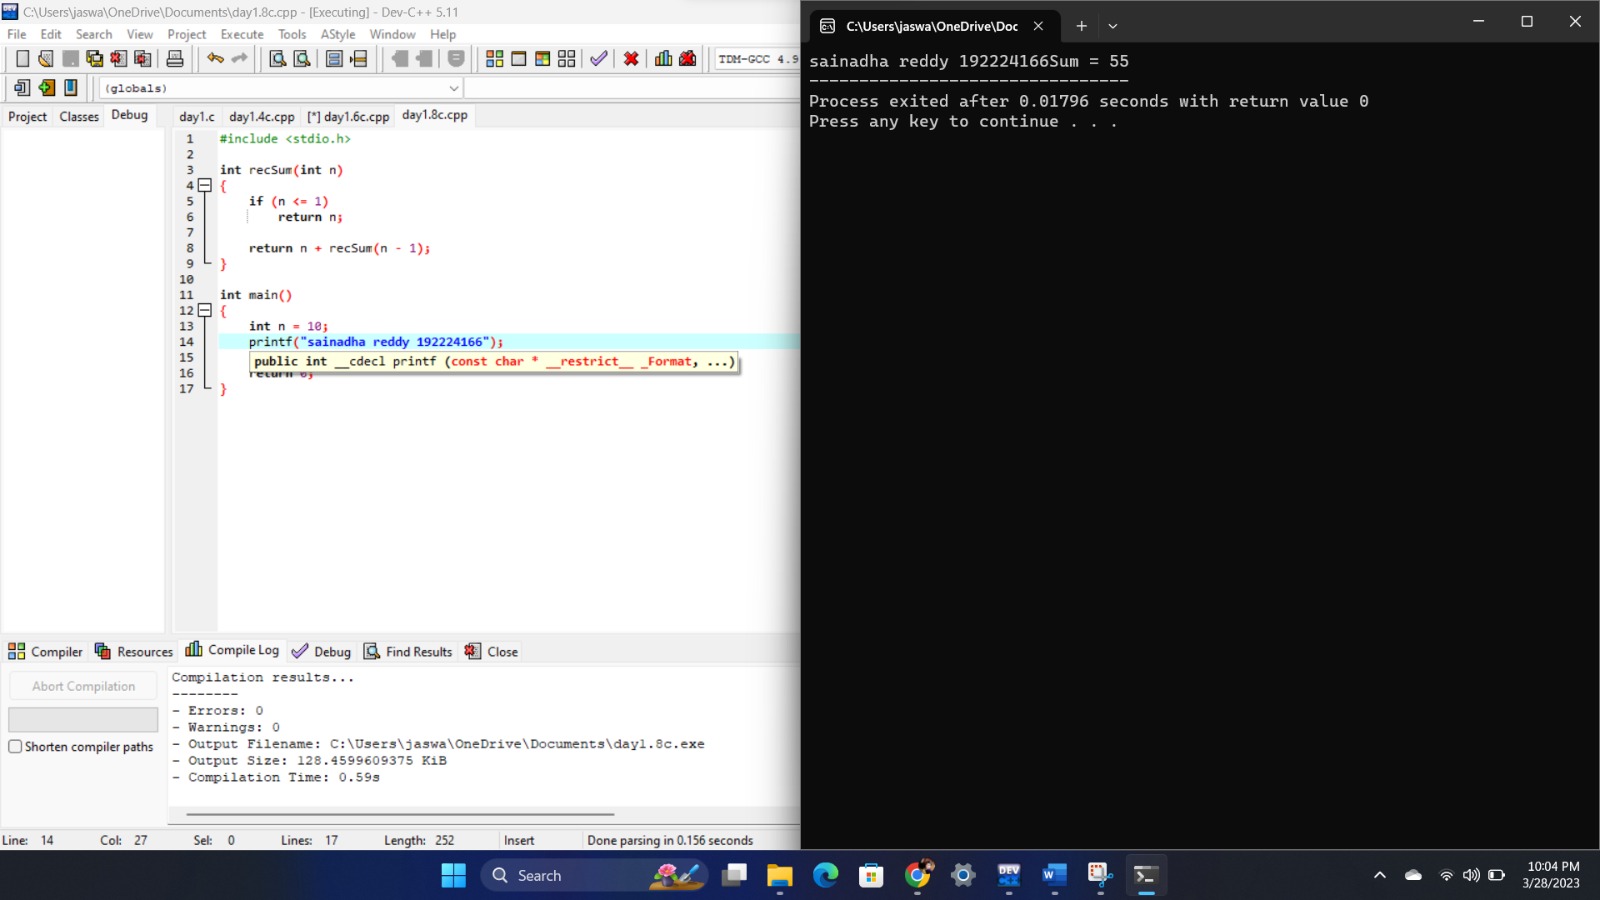 C:\Users\jaswa\OneDrive\Documents\day1.8c.cpp - [Executing] - Dev-C++ 5.11
File Edit Search View Project Execute Tools AStyle Window Help
TDM-GCC 4.9
(globals)
Project Classes Debug
day1.c day1.4c.cpp [*] day1.6c.cpp day1.8c.cpp
1 #include <stdio.h>
2
3 int recSum(int n)
4 {
5 if (n <= 1)
6 return n;
7
8 return n + recSum(n - 1);
9 }
10
11 int main()
12 {
13 int n = 10;
14 printf("sainadha reddy 192224166");
15
public int __cdecl printf (const char * __restrict__ _Format, ...)
16 return 0;
17 }
Compiler Resources Compile Log Debug Find Results Close
Abort Compilation
Shorten compiler paths
Compilation results...
--------
- Errors: 0
- Warnings: 0
- Output Filename: C:\Users\jaswa\OneDrive\Documents\day1.8c.exe
- Output Size: 128.4599609375 KiB
- Compilation Time: 0.59s
Line: 14 Col: 27 Sel: 0 Lines: 17 Length: 252 Insert Done parsing in 0.156 seconds
C:\Users\jaswa\OneDrive\Doc
sainadha reddy 192224166Sum = 55
--------------------------------
Process exited after 0.01796 seconds with return value 0
Press any key to continue . . .
Search
DEV
W
10:04 PM
3/28/2023